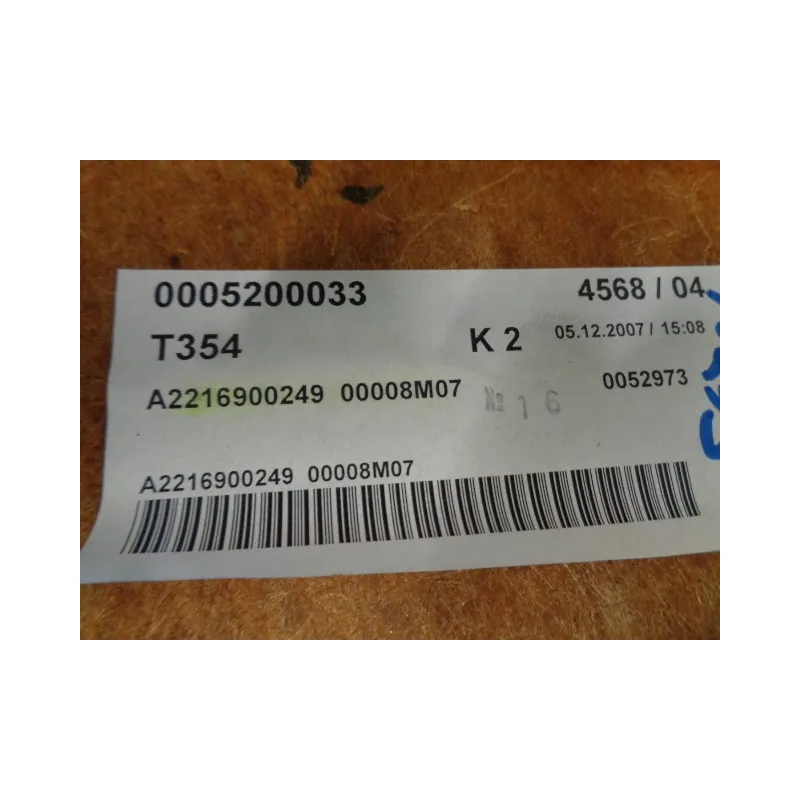 0005200033 4568 / 04
T354 K 2 05.12.2007 / 15:08
A2216900249 00008M07 № 1 6 0052973
A2216900249 00008M07